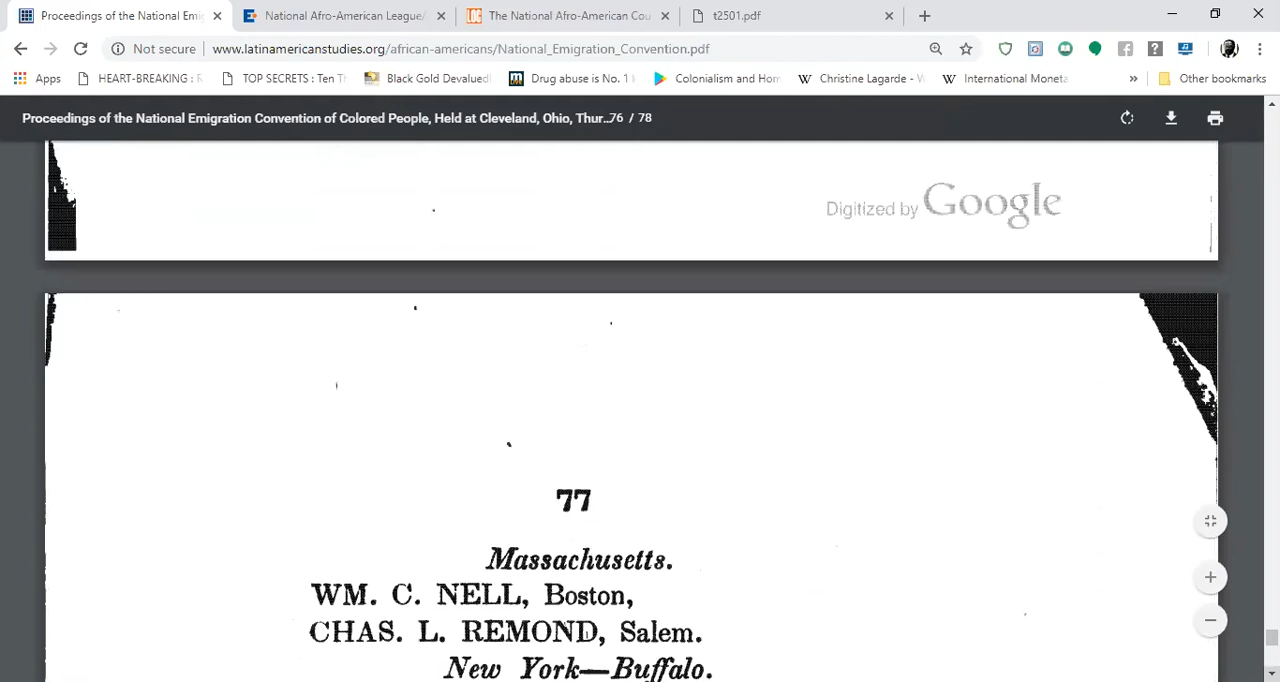 Proceedings of the National Emig
National Afro-American League/
The National Afro-American Cou
t2501.pdf
Not secure
www.latinamericanstudies.org/african-americans/National_Emigration_Convention.pdf
Apps
HEART-BREAKING : R
TOP SECRETS : Ten Th
Black Gold Devalued
Drug abuse is No. 1
Colonialism and Hom
Christine Lagarde - W
International Moneta
»
Other bookmarks
Proceedings of the National Emigration Convention of Colored People, Held at Cleveland, Ohio, Thur...
76 / 78
Digitized by Google
77
Massachusetts.
WM. C. NELL, Boston,
CHAS. L. REMOND, Salem.
New York—Buffalo.